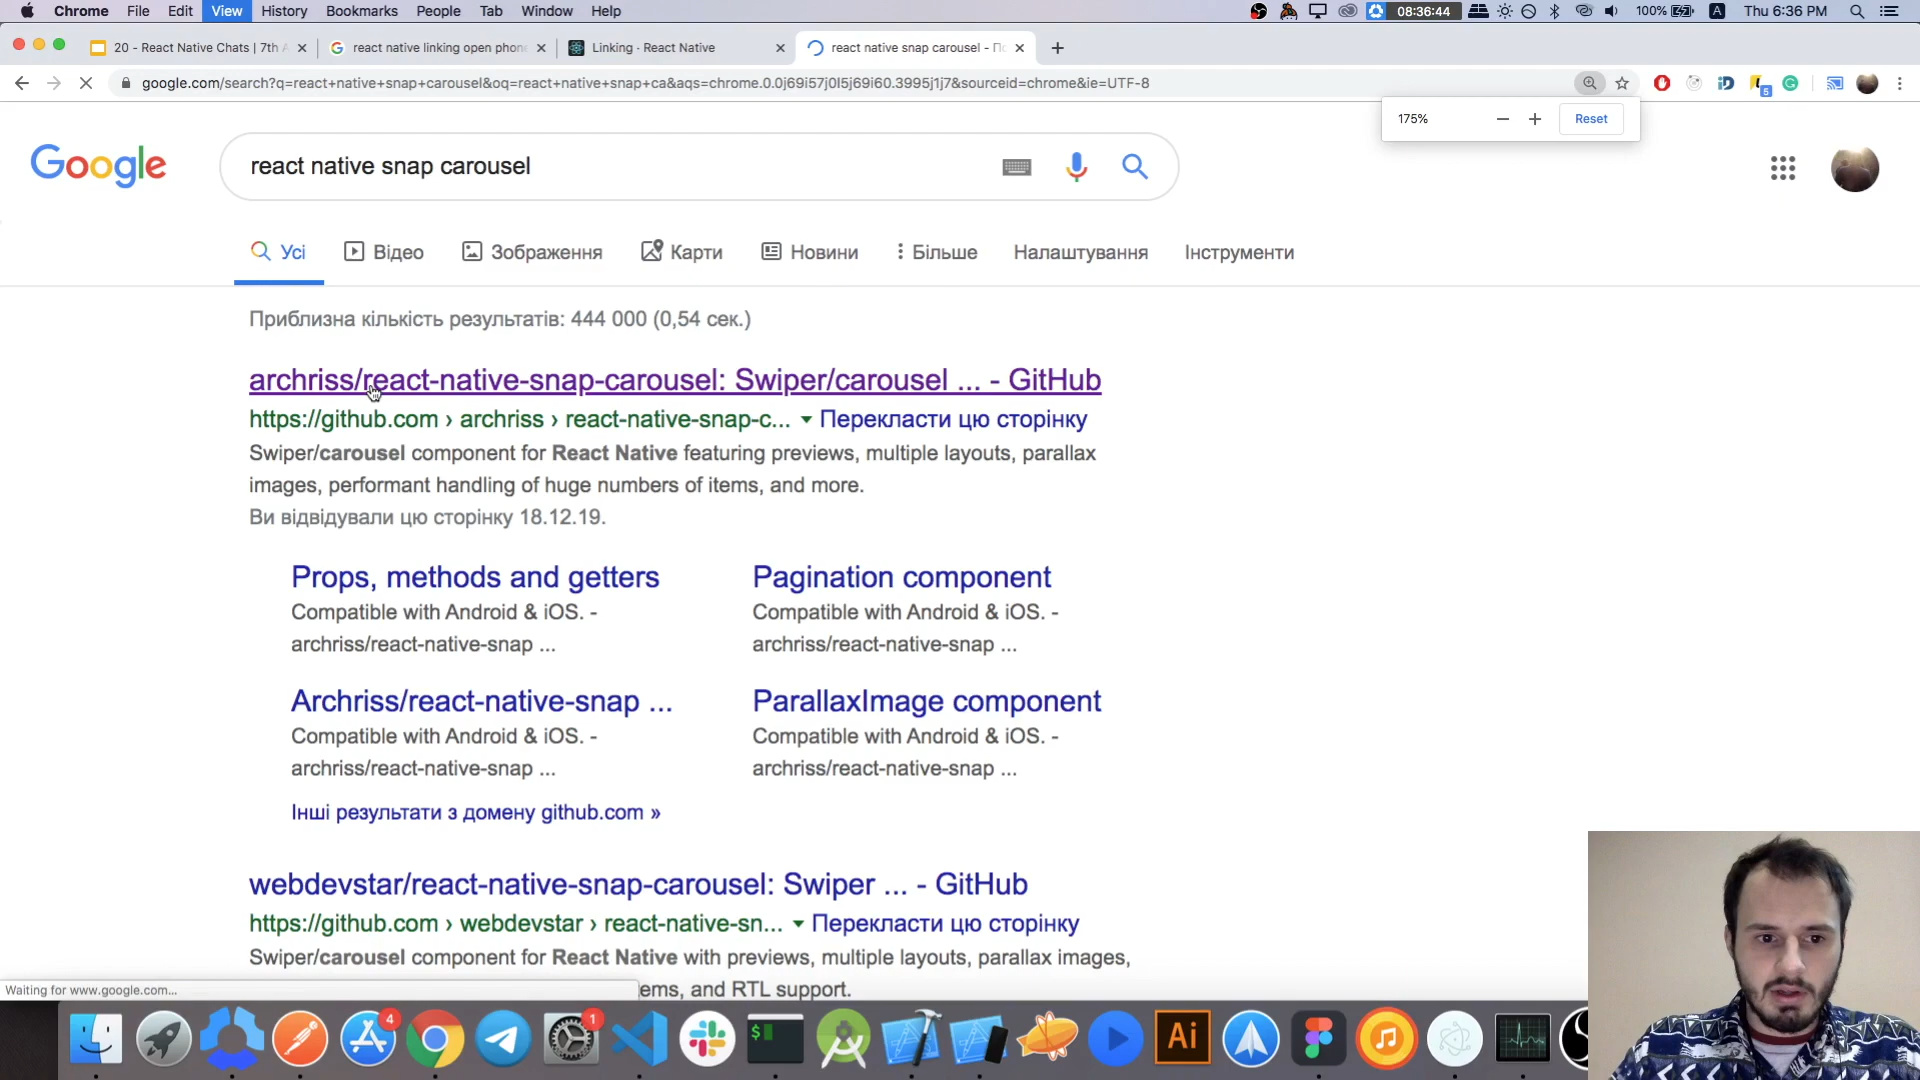 Chrome File Edit View History Bookmarks People Tab Window Help 08:36:44 100% A Thu 6:36 PM
20 - React Native Chats | 7th A
react native linking open phon
Linking · React Native
react native snap carousel - По
google.com/search?q=react+native+snap+carousel&oq=react+native+snap+ca&aqs=chrome.0.0j69i57j0l5j69i60.3995j1j7&sourceid=chrome&ie=UTF-8
5
175% Reset
Google
react native snap carousel
Усі Відео Зображення Карти Новини Більше Налаштування Інструменти
Приблизна кількість результатів: 444 000 (0,54 сек.)
archriss/react-native-snap-carousel: Swiper/carousel ... - GitHub
https://github.com › archriss › react-native-snap-c... Перекласти цю сторінку
Swiper/carousel component for React Native featuring previews, multiple layouts, parallax
images, performant handling of huge numbers of items, and more.
Ви відвідували цю сторінку 18.12.19.
Props, methods and getters
Compatible with Android & iOS. -
archriss/react-native-snap ...
Pagination component
Compatible with Android & iOS. -
archriss/react-native-snap ...
Archriss/react-native-snap ...
Compatible with Android & iOS. -
archriss/react-native-snap ...
ParallaxImage component
Compatible with Android & iOS. -
archriss/react-native-snap ...
Інші результати з домену github.com »
webdevstar/react-native-snap-carousel: Swiper ... - GitHub
https://github.com › webdevstar › react-native-sn... Перекласти цю сторінку
Swiper/carousel component for React Native with previews, multiple layouts, parallax images,
ems, and RTL support.
Waiting for www.google.com...
4
1
$
Ai